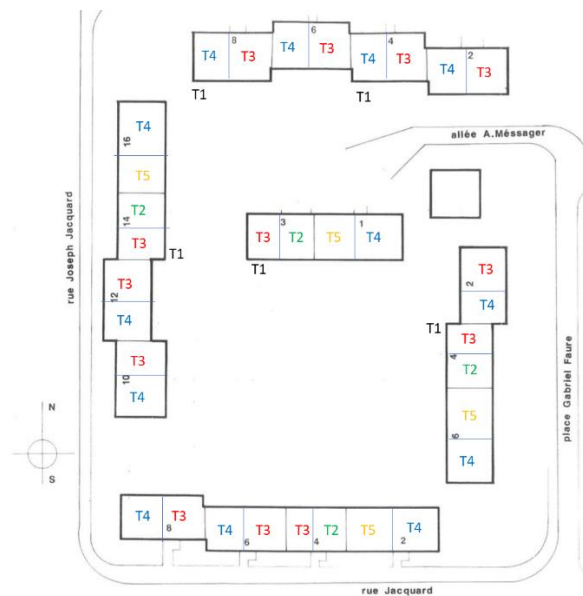 8
6
4
2
T4 T3 T4 T3 T4 T3 T4 T3
T1
T1
allée A.Méssager
rue Joseph Jacquard
T4
16
T5
T2
14
T3
T1
T3
12
T4
T3
10
T4
3
1
T3 T2 T5 T4
T1
T3
2
T4
T1
T3
4
T2
T5
6
T4
place Gabriel Faure
N
S
T4 T3 T4 T3 T3 T2 T5 T4
8
6
4
2
rue Jacquard